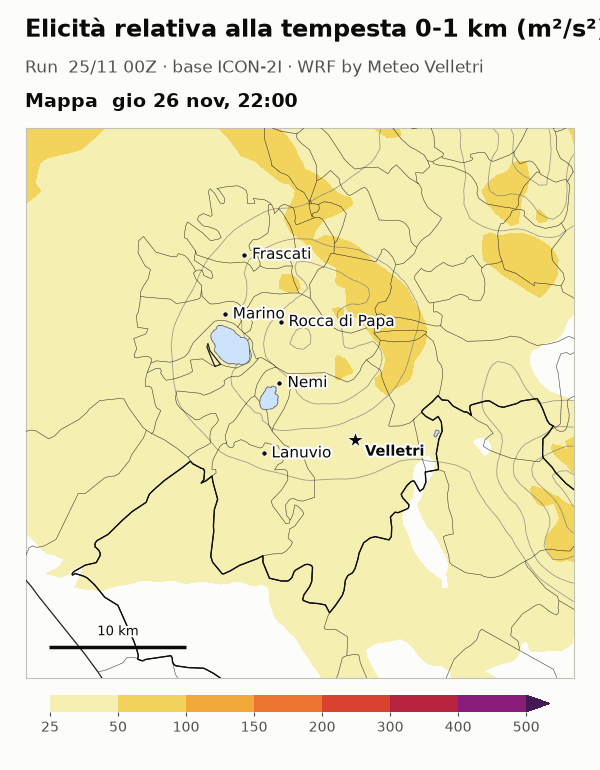 Elicità relativa alla tempesta 0-1 km (m²/s²)
Run 25/11 00Z · base ICON-2I · WRF by Meteo Velletri
Mappa gio 26 nov, 22:00
Frascati
Marino
Rocca di Papa
Nemi
Velletri
Lanuvio
10 km
25 50 100 150 200 300 400 500